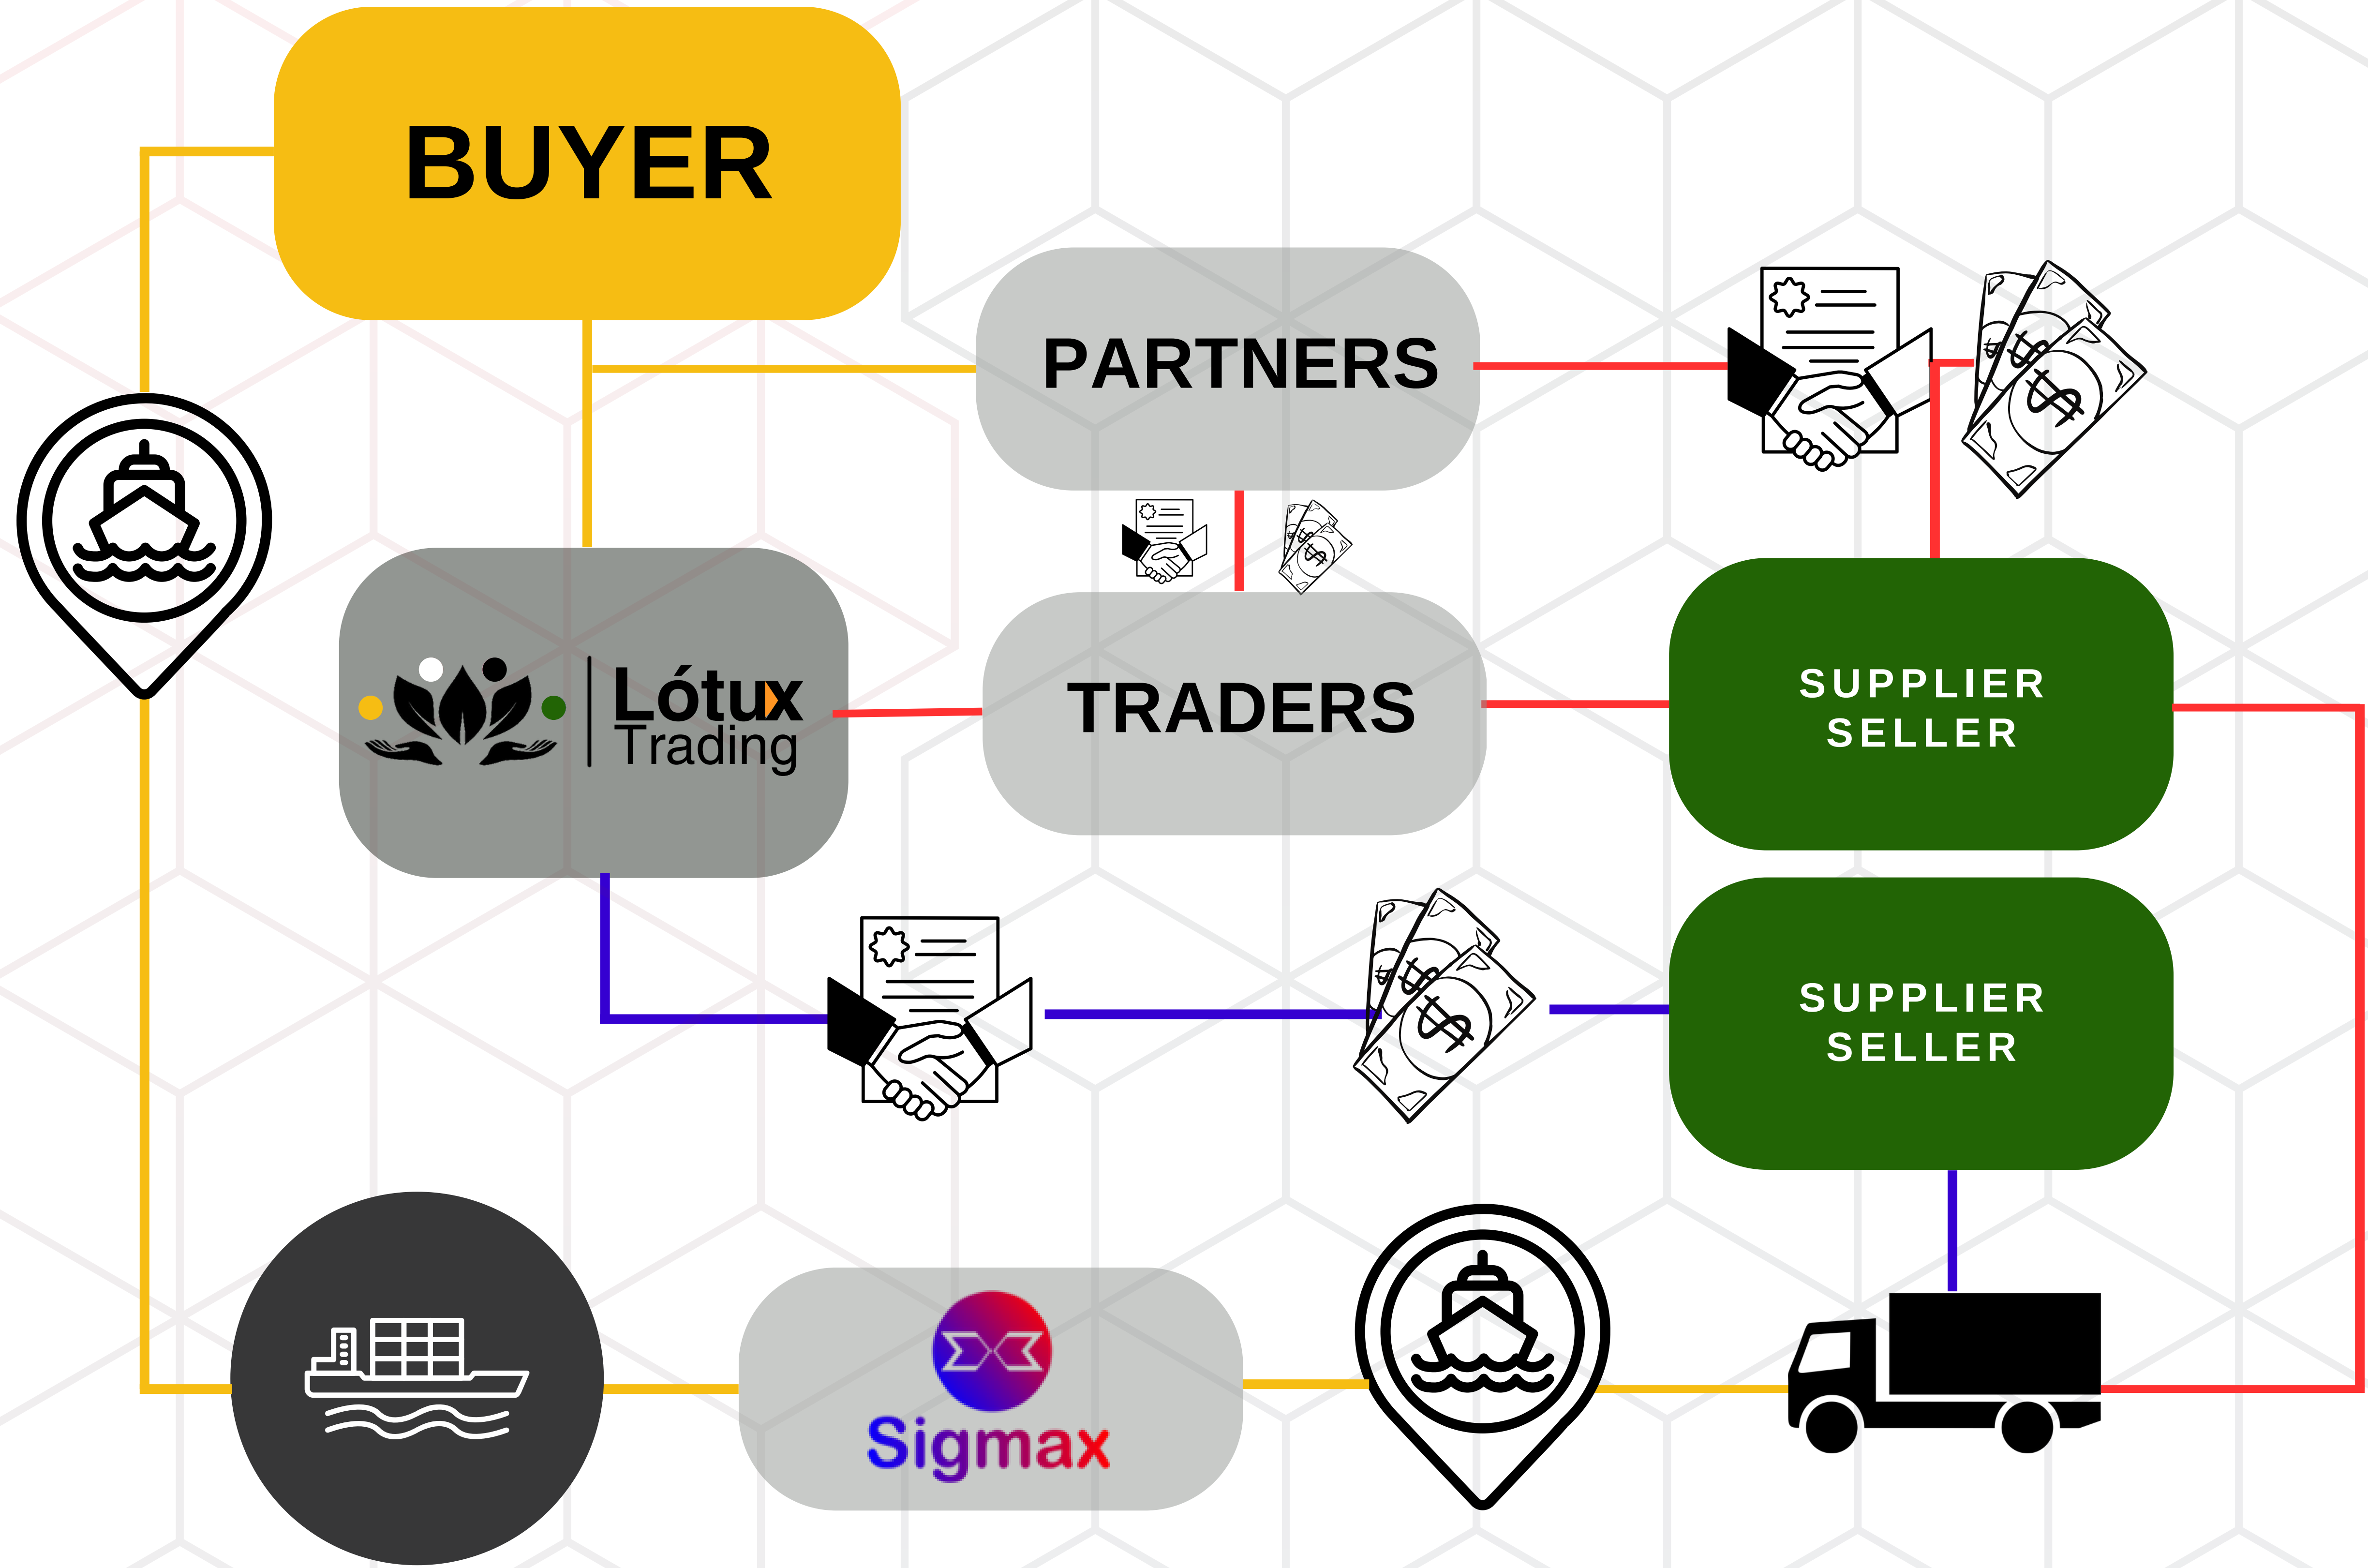 BUYER
PARTNERS
Lótux
Trading
TRADERS
SUPPLIER
SELLER
SUPPLIER
SELLER
Sigmax